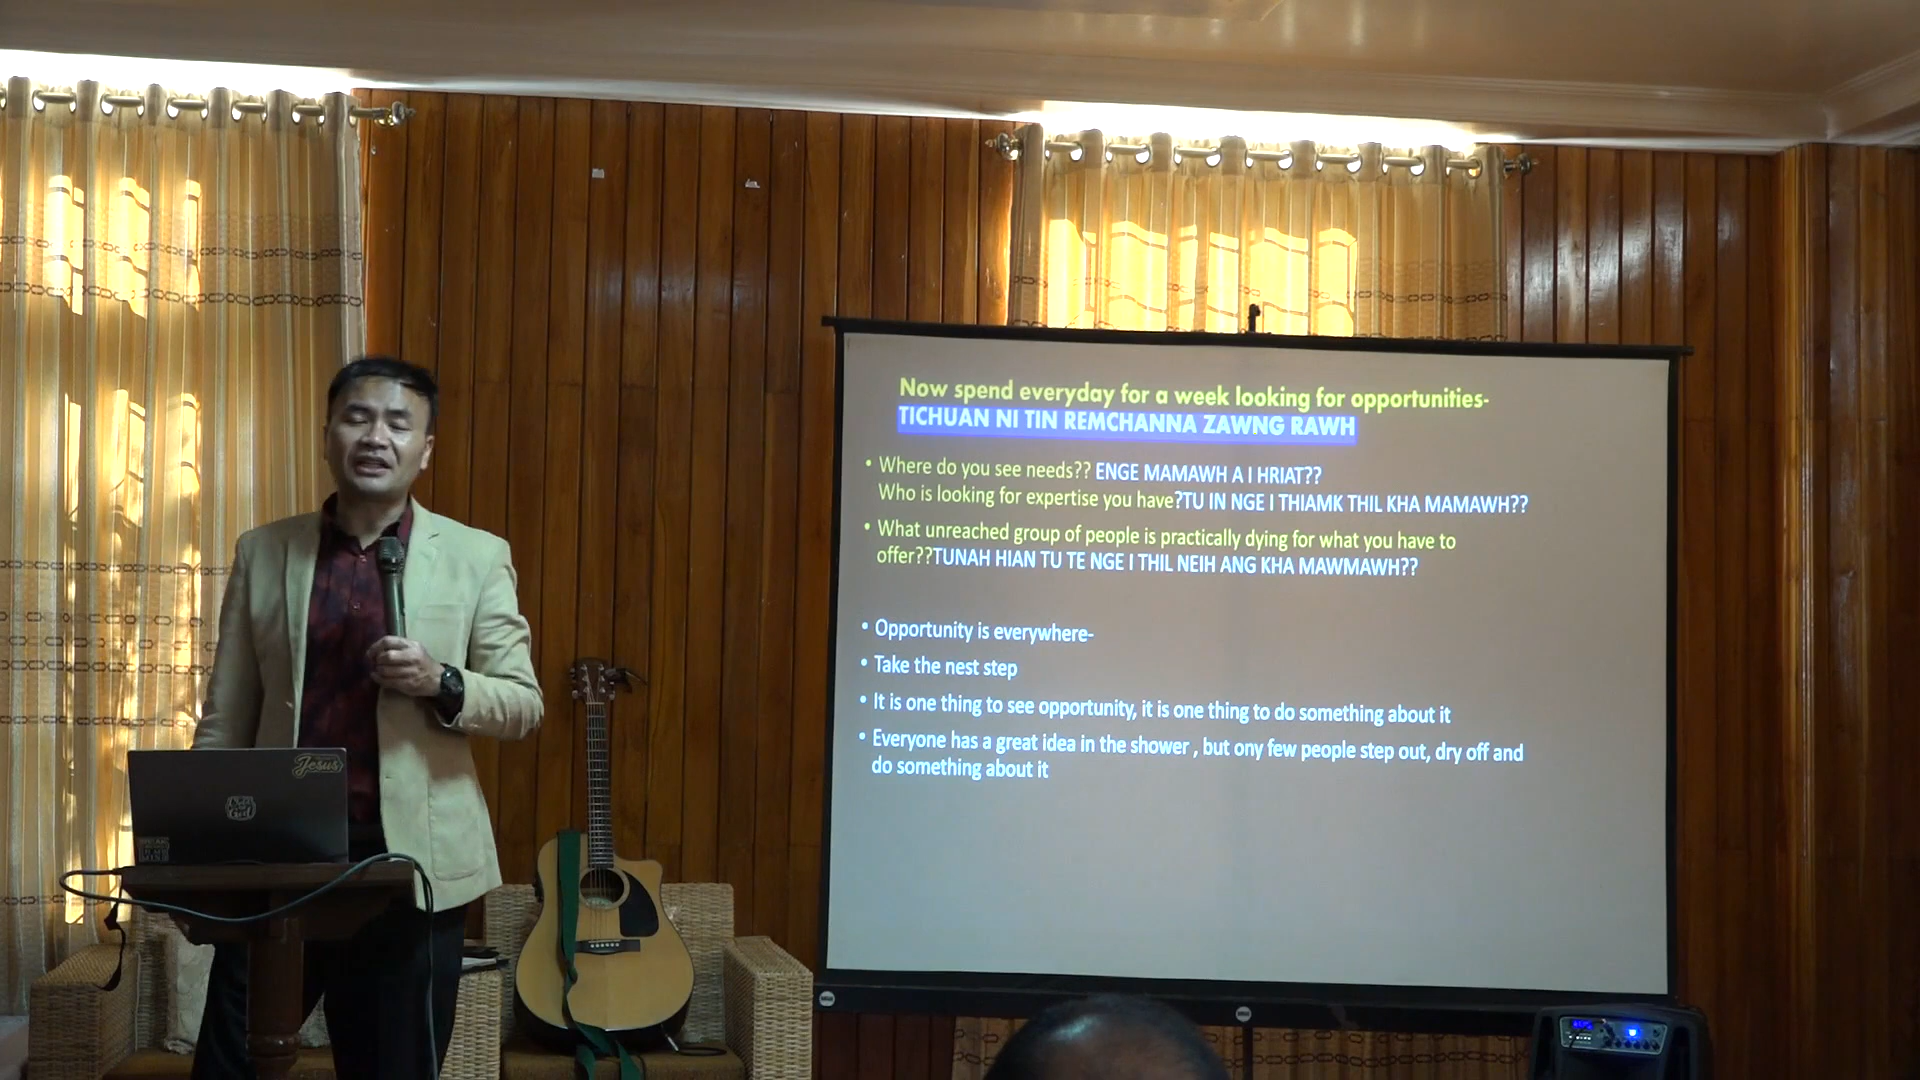 Now spend everyday for a week looking for opportunities-
TICHUAN NI TIN REMCHANNA ZAWNG RAWH
• Where do you see needs?? ENGE MAMAWH A I HRIAT??
Who is looking for expertise you have?TU IN NGE I THIAMK THIL KHA MAMAWH??
• What unreached group of people is practically dying for what you have to
offer??TUNAH HIAN TU TE NGE I THIL NEIH ANG KHA MAWMAWH??
• Opportunity is everywhere-
• Take the nest step
• It is one thing to see opportunity, it is one thing to do something about it
• Everyone has a great idea in the shower , but ony few people step out, dry off and
do something about it
Jesus